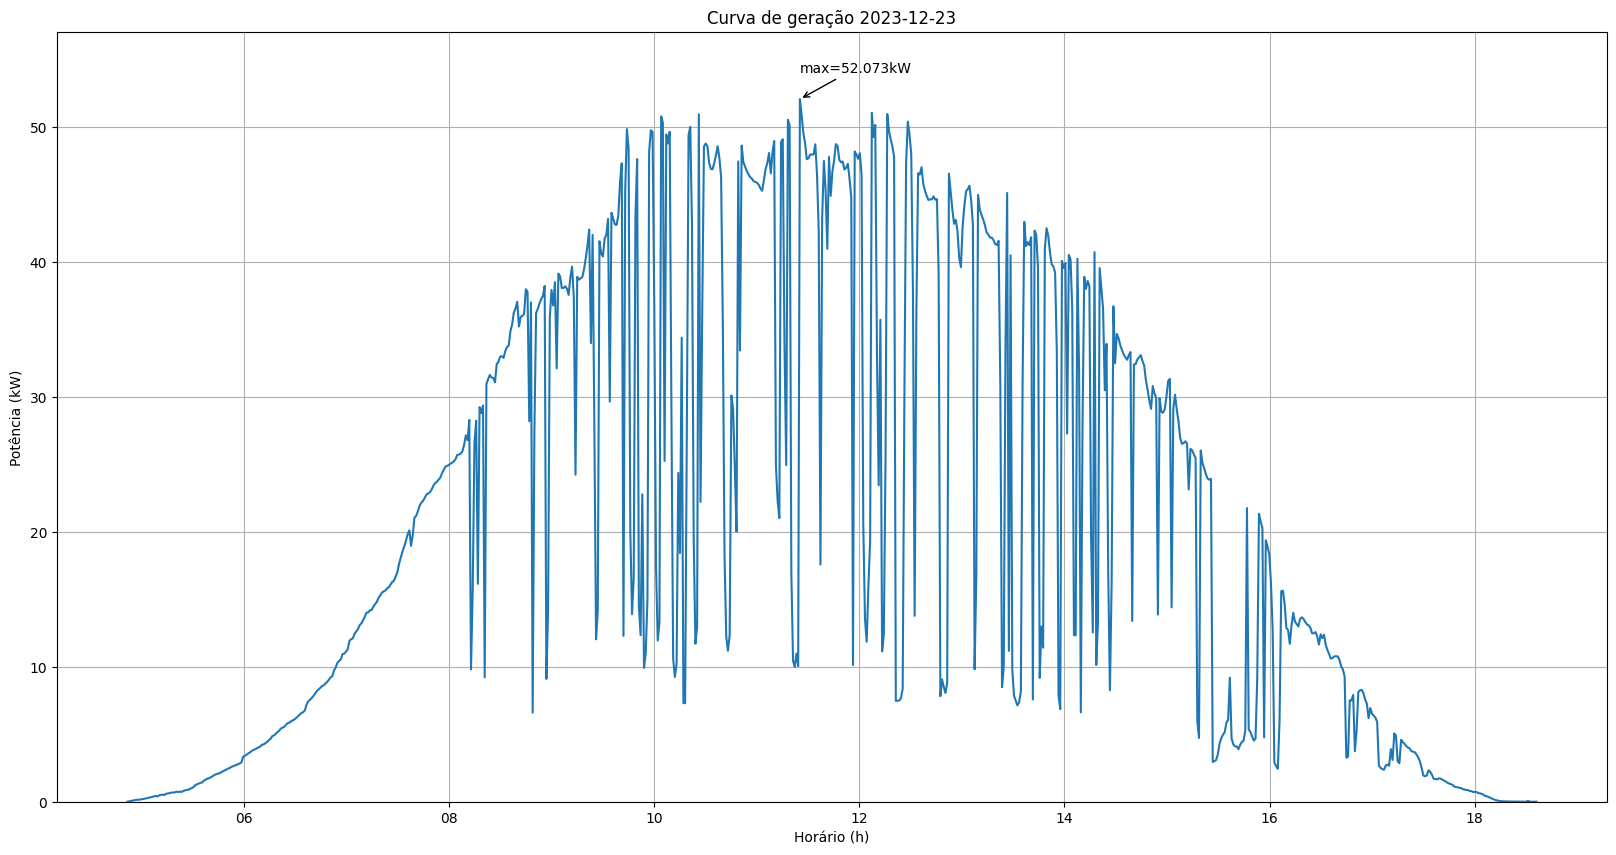 Curva de geração 2023-12-23
max=52.073kW
50
40
30
20
10
0
Potência (kW)
06 08 10 12 14 16 18
Horário (h)